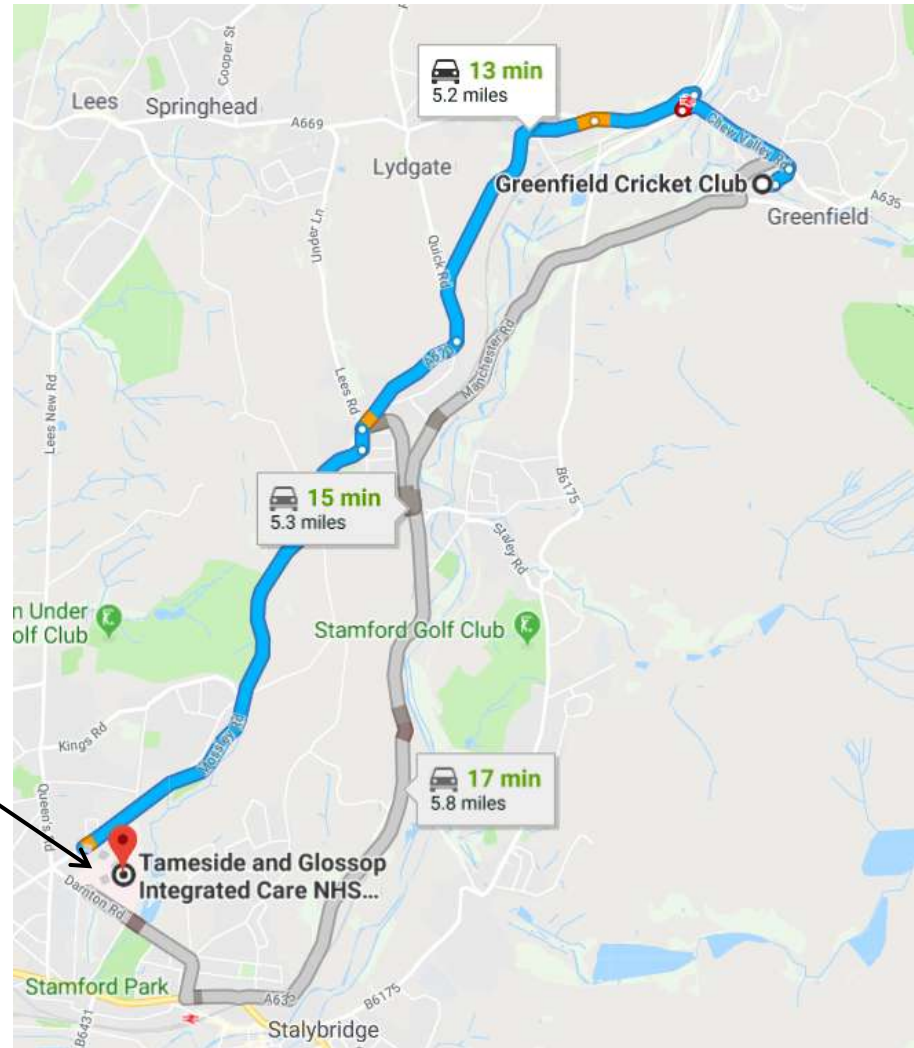 Cooper St
13 min
5.2 miles
Lees
Springhead
A669
Lydgate
Chew Valley Rd
Under Ln
Greenfield Cricket Club
A635
Greenfield
Quick Rd
Manchester Rd
Lees Rd
Lees New Rd
B6175
15 min
5.3 miles
Staley Rd
n Under
olf Club
Stamford Golf Club
Kings Rd
Mossley Rd
17 min
5.8 miles
Queen's Rd
Tameside and Glossop
Integrated Care NHS...
Darnton Rd
Stamford Park
B6175
B6431
Stalybridge